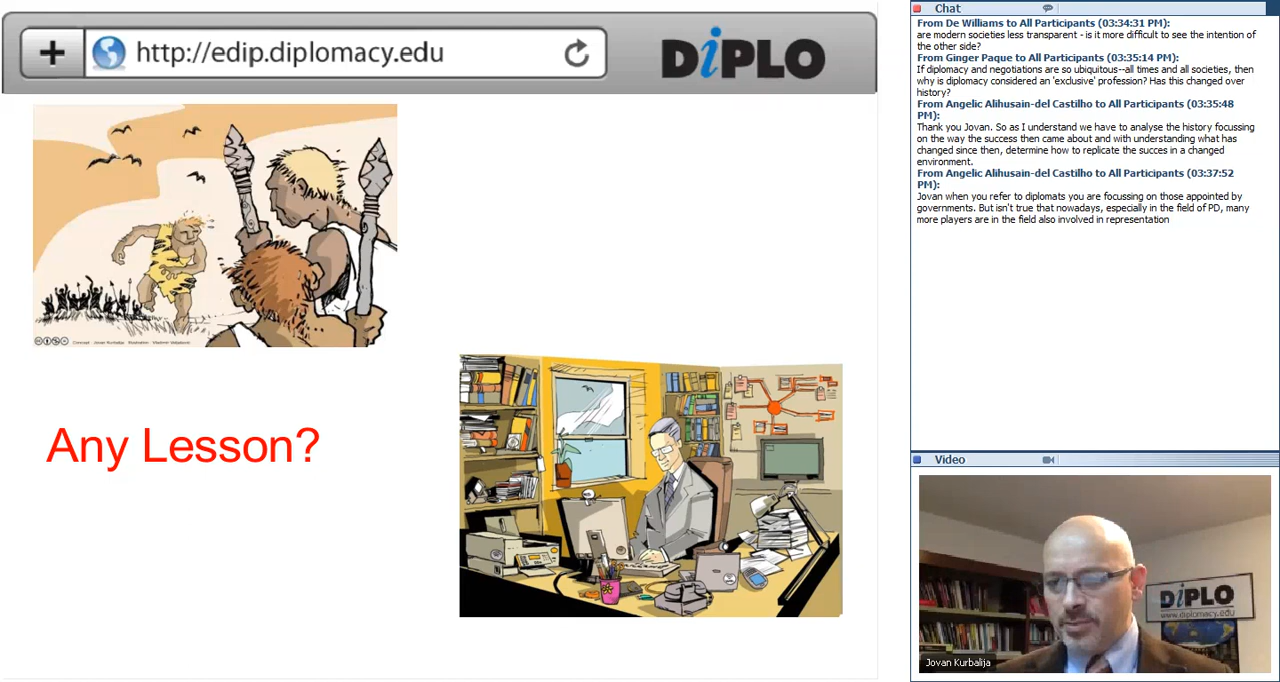 http://edip.diplomacy.edu
DiPLO
Concept: Jovan Kurbalija Illustration: Vladimir Veljašević
Any Lesson?
Chat
From De Williams to All Participants (03:34:31 PM):
are modern societies less transparent - is it more difficult to see the intention of
the other side?
From Ginger Paque to All Participants (03:35:14 PM):
If diplomacy and negotiations are so ubiquitous--all times and all societies, then
why is diplomacy considered an 'exclusive' profession? Has this changed over
history?
From Angelic Alihusain-del Castilho to All Participants (03:35:48
PM):
Thank you Jovan. So as I understand we have to analyse the history focussing
on the way the success then came about and with understanding what has
changed since then, determine how to replicate the succes in a changed
environment.
From Angelic Alihusain-del Castilho to All Participants (03:37:52
PM):
Jovan when you refer to diplomats you are focussing on those appointed by
governments. But isn't true that nowadays, especially in the field of PD, many
more players are in the field also involved in representation
Video
DiPLO
www.diplomacy.edu
Jovan Kurbalija